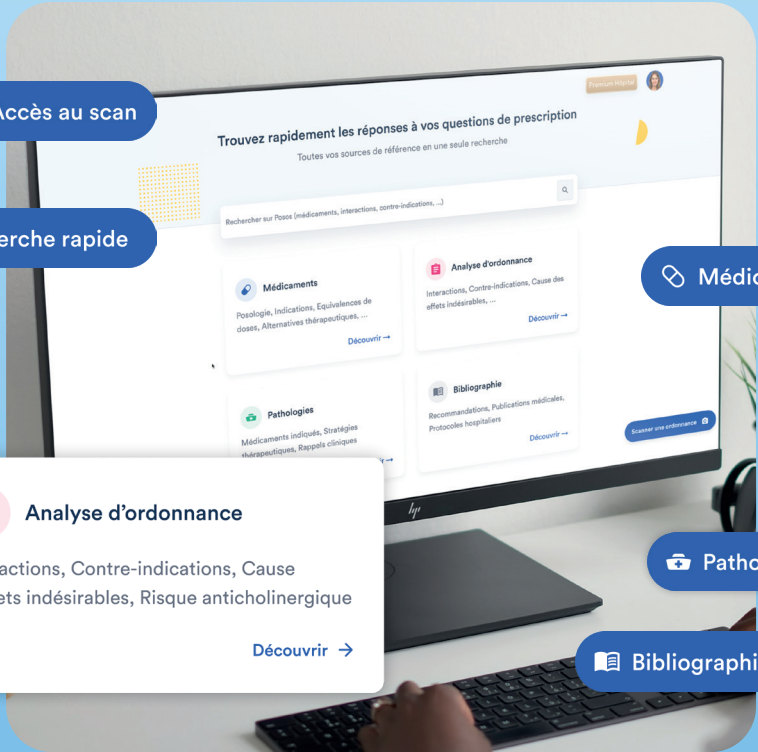 Premium Hôpital
Accès au scan
Trouvez rapidement les réponses à vos questions de prescription
Toutes vos sources de référence en une seule recherche
Rechercher sur Posos (médicaments, interactions, contre-indications, ...)
erche rapide
Médicaments
Posologie, Indications, Equivalences de
doses, Alternatives thérapeutiques, ...
Découvrir →
Analyse d'ordonnance
Interactions, Contre-indications, Cause des
effets indésirables, ...
Découvrir →
Médic
Pathologies
Médicaments indiqués, Stratégies
thérapeutiques, Rappels cliniques
ir →
Bibliographie
Recommandations, Publications médicales,
Protocoles hospitaliers
Découvrir →
Scanner une ordonnance
hp
Analyse d’ordonnance
actions, Contre-indications, Cause
ets indésirables, Risque anticholinergique
Découvrir →
Patho
Bibliographi